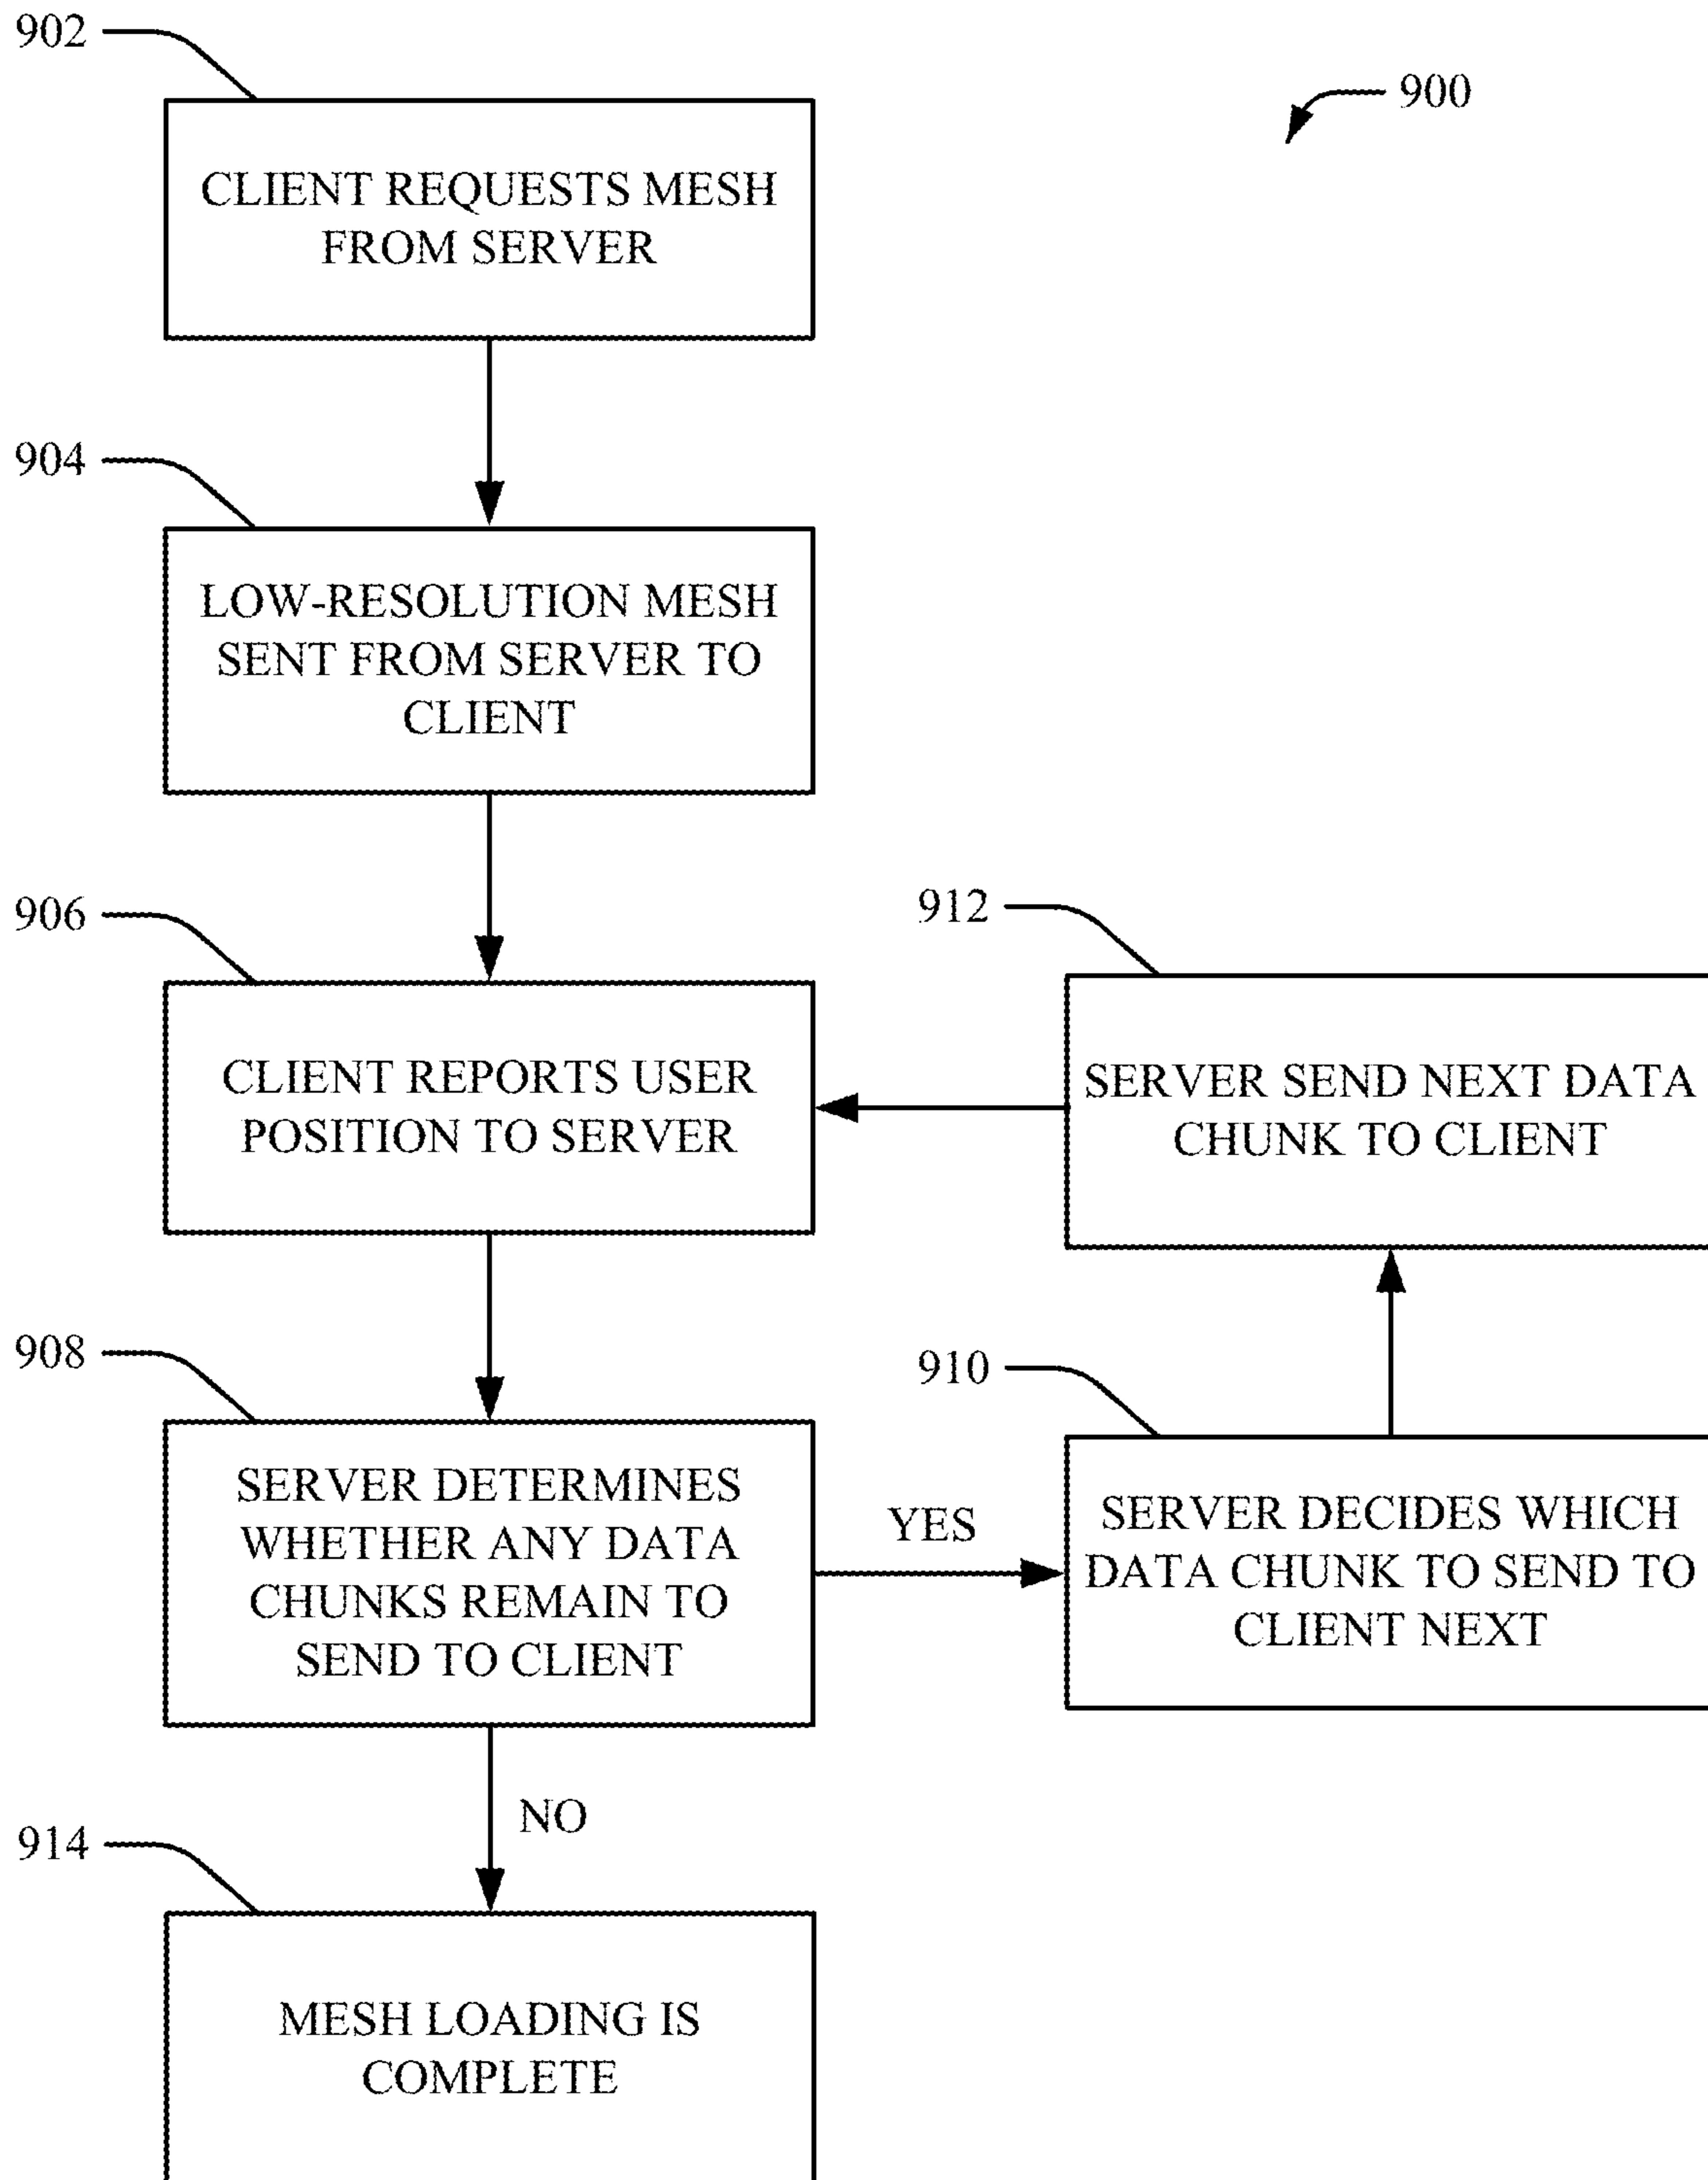 902
900
CLIENT REQUESTS MESH
FROM SERVER
904
LOW-RESOLUTION MESH
SENT FROM SERVER TO
CLIENT
906
CLIENT REPORTS USER
POSITION TO SERVER
912
SERVER SEND NEXT DATA
CHUNK TO CLIENT
908
SERVER DETERMINES
WHETHER ANY DATA
CHUNKS REMAIN TO
SEND TO CLIENT
YES
910
SERVER DECIDES WHICH
DATA CHUNK TO SEND TO
CLIENT NEXT
NO
914
MESH LOADING IS
COMPLETE